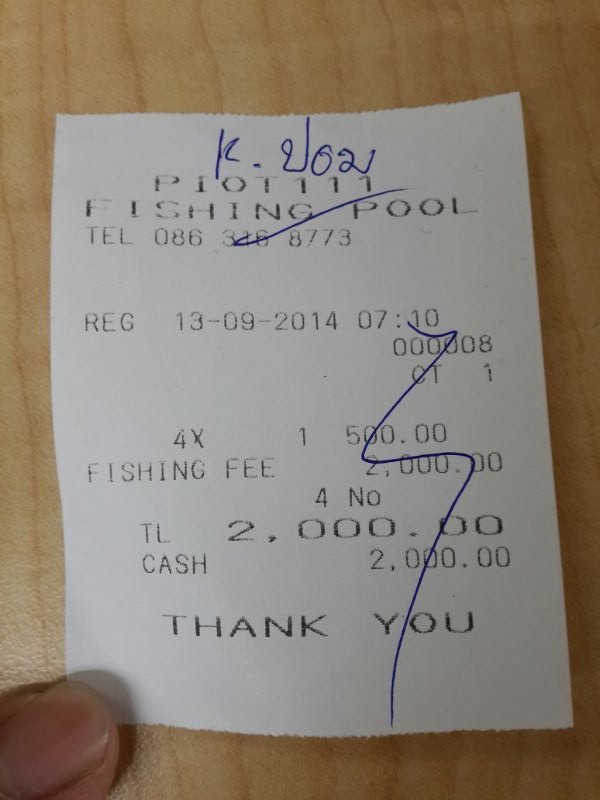 K. ปอม
PIOT111
FISHING POOL
TEL 086 316 8773
REG 13-09-2014 07:10
000008
CT 1
4X 1 500.00
FISHING FEE 2,000.00
4 No
TL 2,000.00
CASH 2,000.00
THANK YOU